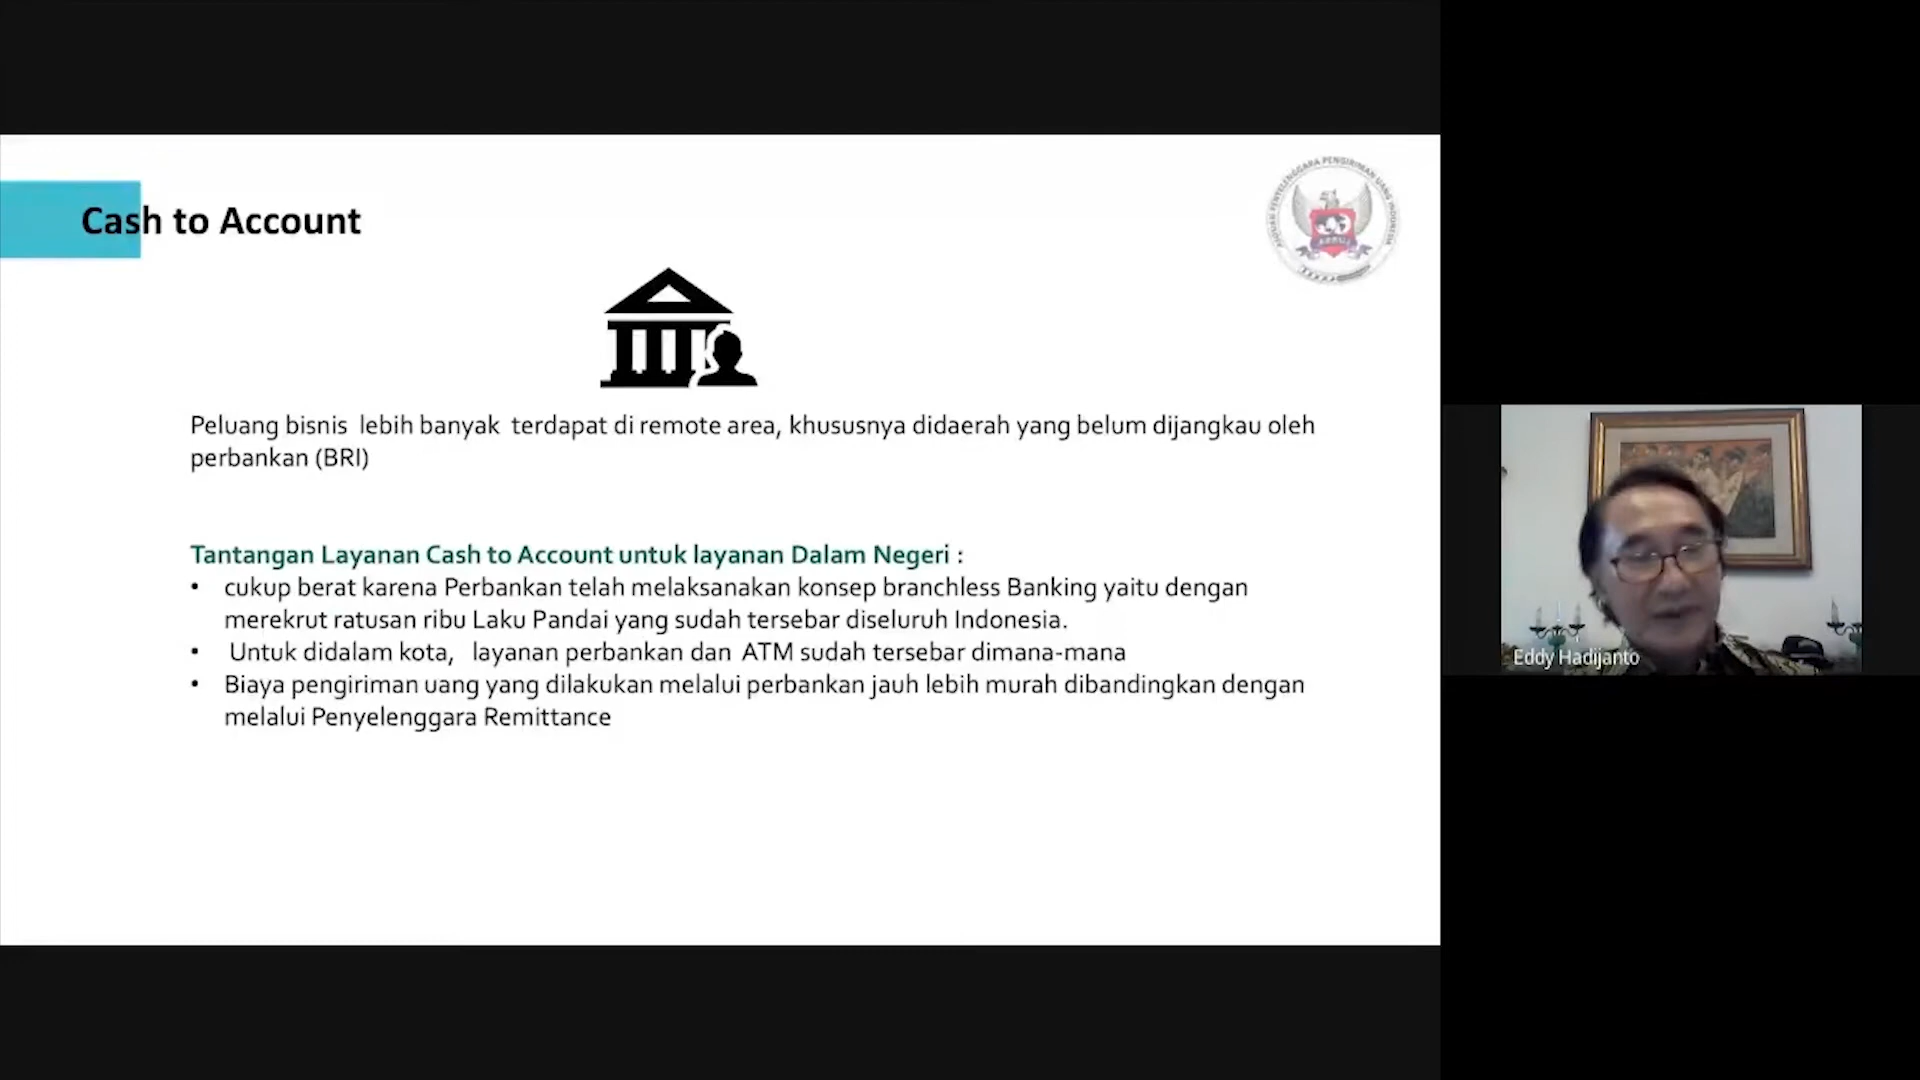 Cash to Account
PENYELENGGARA PENGIRIMAN UANG INDONESIA
Peluang bisnis lebih banyak terdapat di remote area, khususnya didaerah yang belum dijangkau oleh
perbankan (BRI)
Tantangan Layanan Cash to Account untuk layanan Dalam Negeri :
• cukup berat karena Perbankan telah melaksanakan konsep branchless Banking yaitu dengan
merekrut ratusan ribu Laku Pandai yang sudah tersebar diseluruh Indonesia.
• Untuk didalam kota, layanan perbankan dan ATM sudah tersebar dimana-mana
• Biaya pengiriman uang yang dilakukan melalui perbankan jauh lebih murah dibandingkan dengan
melalui Penyelenggara Remittance
Eddy Hadijanto